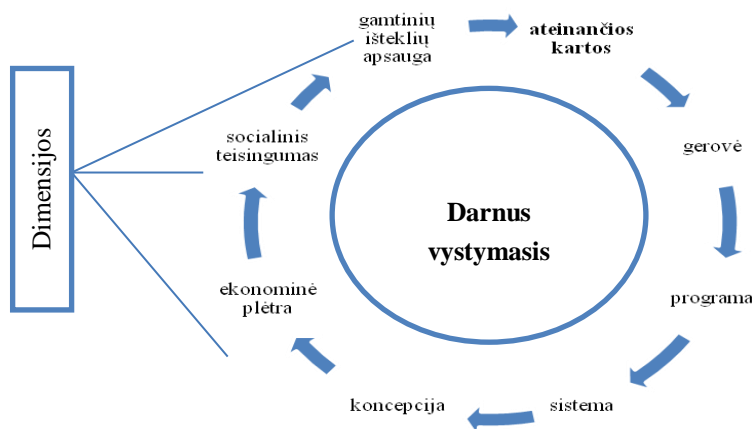 gamtinių
išteklių
apsauga
ateinančios
kartos
gerovė
programa
sistema
koncepcija
ekonominė
plėtra
socialinis
teisingumas
Dimensijos
Darnus
vystymasis